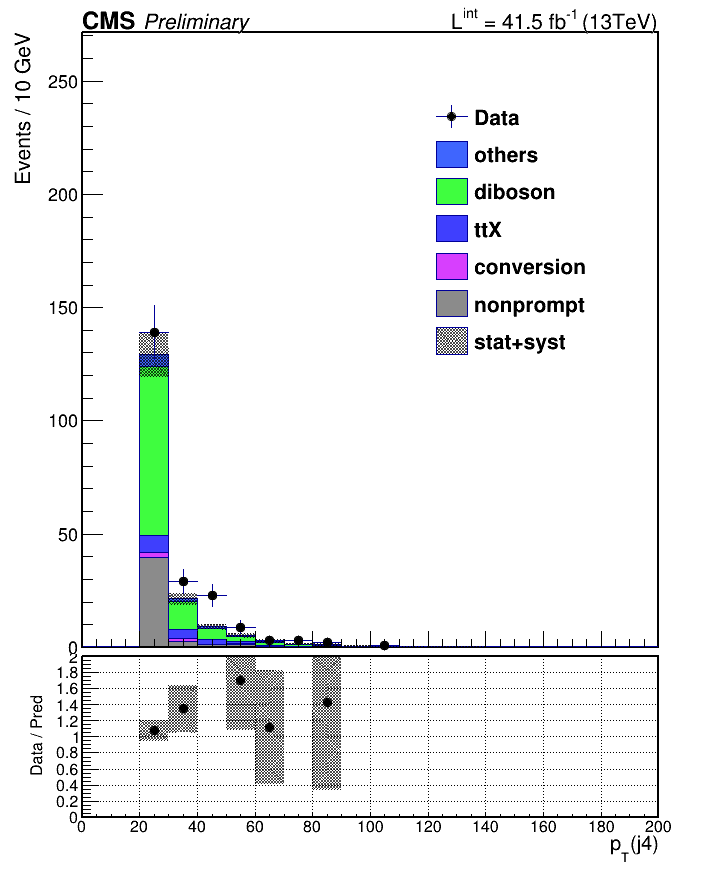 CMS Preliminary L^int = 41.5 fb^-1 (13TeV)
Events / 10 GeV
250
200
150
100
50
0
Data
others
diboson
ttX
conversion
nonprompt
stat+syst
Data / Pred
2
1.8
1.6
1.4
1.2
1
0.8
0.6
0.4
0.2
0
0 20 40 60 80 100 120 140 160 180 200
p_T(j4)